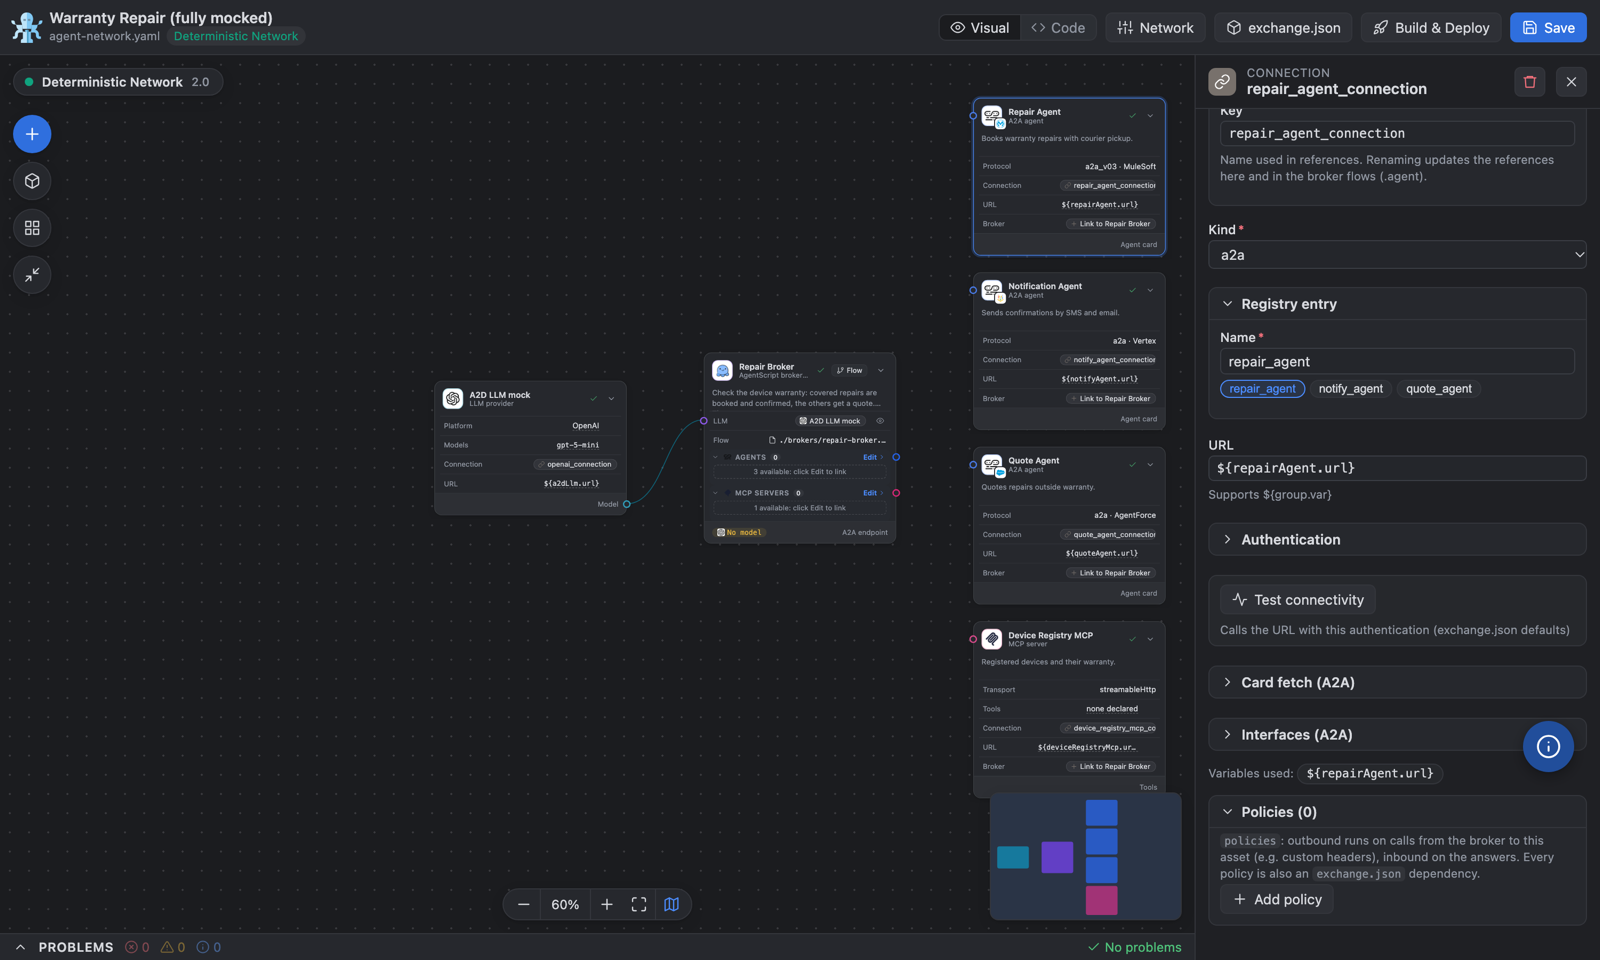 Warranty Repair (fully mocked)
agent-network.yaml Deterministic Network
Visual
Code
Network
exchange.json
Build & Deploy
Save
Deterministic Network 2.0
A2D LLM mock
LLM provider
Platform OpenAI
Models gpt-5-mini
Connection openai_connection
URL ${a2dLlm.url}
Model
Repair Broker
AgentScript broker...
Flow
Check the device warranty: covered repairs are
booked and confirmed, the others get a quote....
LLM A2D LLM mock
Flow ./brokers/repair-broker...
AGENTS 0 Edit
3 available: click Edit to link
MCP SERVERS 0 Edit
1 available: click Edit to link
No model
A2A endpoint
Repair Agent
A2A agent
Books warranty repairs with courier pickup.
Protocol a2a_v03 · MuleSoft
Connection repair_agent_connection
URL ${repairAgent.url}
Broker + Link to Repair Broker
Agent card
Notification Agent
A2A agent
Sends confirmations by SMS and email.
Protocol a2a · Vertex
Connection notify_agent_connection
URL ${notifyAgent.url}
Broker + Link to Repair Broker
Agent card
Quote Agent
A2A agent
Quotes repairs outside warranty.
Protocol a2a · AgentForce
Connection quote_agent_connection
URL ${quoteAgent.url}
Broker + Link to Repair Broker
Agent card
Device Registry MCP
MCP server
Registered devices and their warranty.
Transport streamableHttp
Tools none declared
Connection device_registry_mcp_co
URL ${deviceRegistryMcp.ur...
Broker + Link to Repair Broker
Tools
60%
PROBLEMS 0 0 0
No problems
CONNECTION
repair_agent_connection
Key
repair_agent_connection
Name used in references. Renaming updates the references
here and in the broker flows (.agent).
Kind *
a2a
Registry entry
Name *
repair_agent
repair_agent notify_agent quote_agent
URL
${repairAgent.url}
Supports ${group.var}
Authentication
Test connectivity
Calls the URL with this authentication (exchange.json defaults)
Card fetch (A2A)
Interfaces (A2A)
Variables used: ${repairAgent.url}
Policies (0)
policies: outbound runs on calls from the broker to this
asset (e.g. custom headers), inbound on the answers. Every
policy is also an exchange.json dependency.
+ Add policy